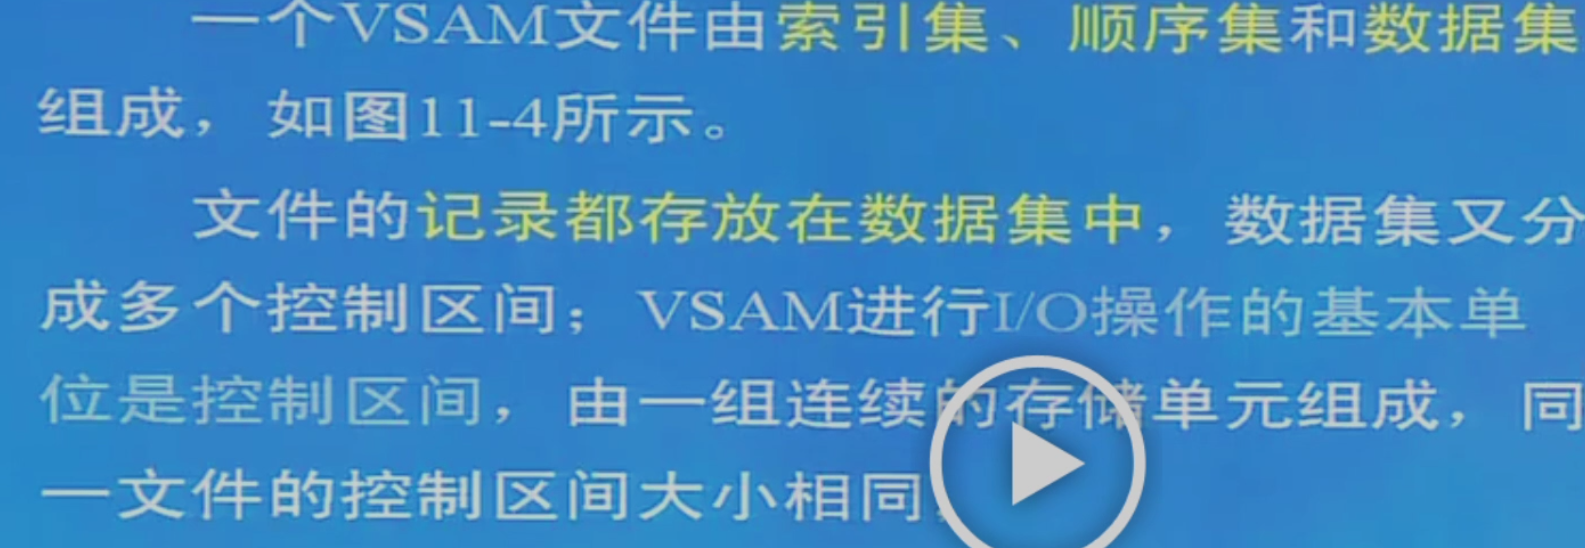 一个VSAM文件由索引集、顺序集和数据集
组成，如图11-4所示。
文件的记录都存放在数据集中，数据集又分
成多个控制区间；VSAM进行I/O操作的基本单
位是控制区间，由一组连续的存储单元组成，同
一文件的控制区间大小相同